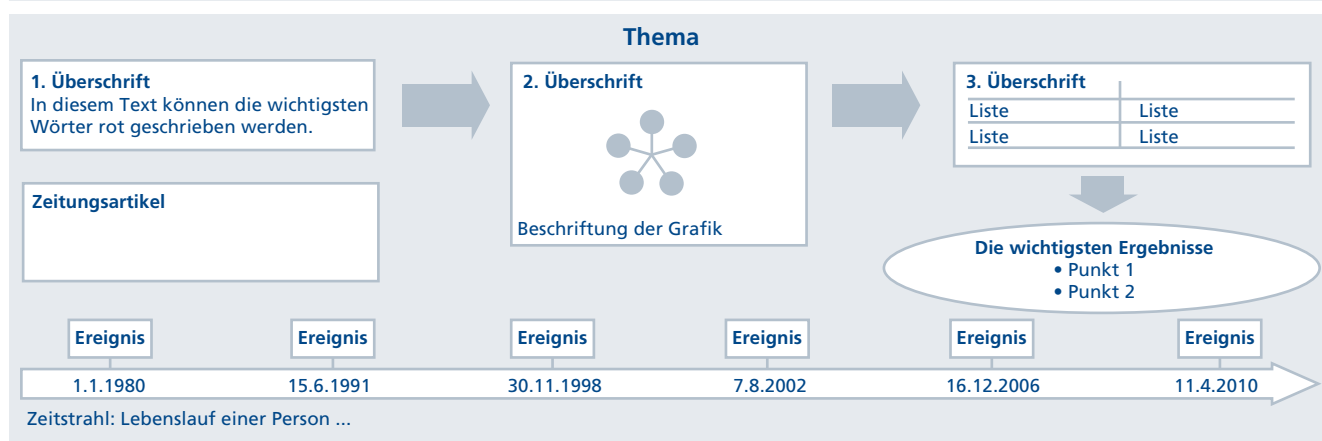 Thema
1. Überschrift
In diesem Text können die wichtigsten
Wörter rot geschrieben werden.
2. Überschrift
Beschriftung der Grafik
3. Überschrift
Liste Liste
Liste Liste
Zeitungsartikel
Die wichtigsten Ergebnisse
• Punkt 1
• Punkt 2
Ereignis Ereignis Ereignis Ereignis Ereignis Ereignis
1.1.1980 15.6.1991 30.11.1998 7.8.2002 16.12.2006 11.4.2010
Zeitstrahl: Lebenslauf einer Person ...